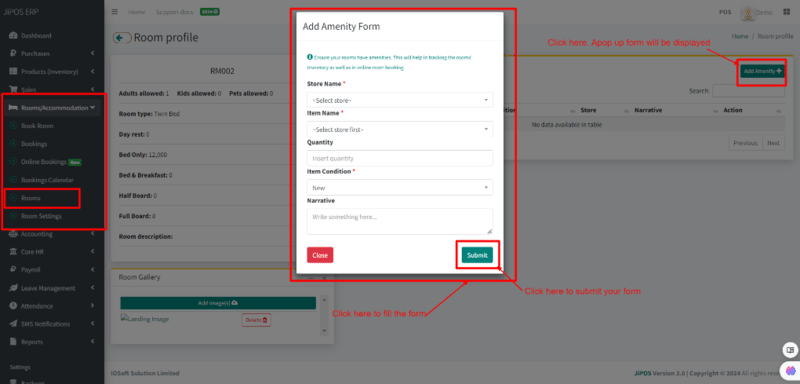 JIPOS ERP
Home
Support docs
POS
Demo
Dashboard
Purchases
Products (Inventory)
Sales
Rooms/Accommodation
Book Room
Bookings
Online Bookings New
Bookings Calendar
Rooms
Room Settings
Accounting
Core HR
Payroll
Leave Management
Attendance
SMS Notifications
Reports
Settings
Room profile
Home / Room profile
RM002
Adults allowed: 1 Kids allowed: 0 Pets allowed: 0
Room type: Twin Bed
Day rest: 0
Bed Only: 12,000
Bed & Breakfast: 0
Half Board: 0
Full Board: 0
Room description:
Room Gallery
Add Image(s)
Landing Image
Delete
Add Amenity Form
Ensure your rooms have amenities. This will help in tracking the rooms'
inventory as well as in online room booking.
Store Name *
~Select store~
Item Name *
~Select store first~
Quantity
Insert quantity
Item Condition *
New
Narrative
Write something here...
Close
Submit
Click here. Apop up form will be displayed
Add Amenity +
Search:
Store
Narrative
Action
No data available in table
Previous
Next
Click here to submit your form
Click here to fill the form
iOSoft Solution Limited
JiPOS Version 2.0 | Copyright © 2024 All rights